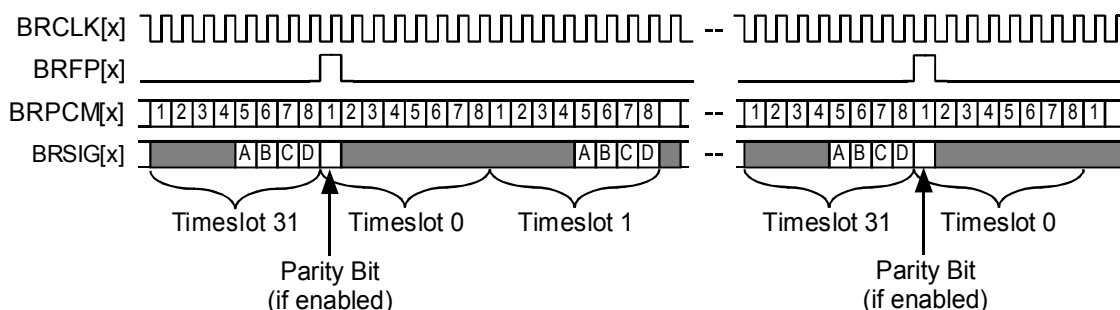 BRCLK[x] --
BRFP[x]
BRPCM[x] 1 2 3 4 5 6 7 8 1 2 3 4 5 6 7 8 1 2 3 4 5 6 7 8 -- 1 2 3 4 5 6 7 8 1 2 3 4 5 6 7 8 1
BRSIG[x] A B C D A B C D -- A B C D
Timeslot 31 Timeslot 0 Timeslot 1 Timeslot 31 Timeslot 0
Parity Bit Parity Bit
(if enabled) (if enabled)